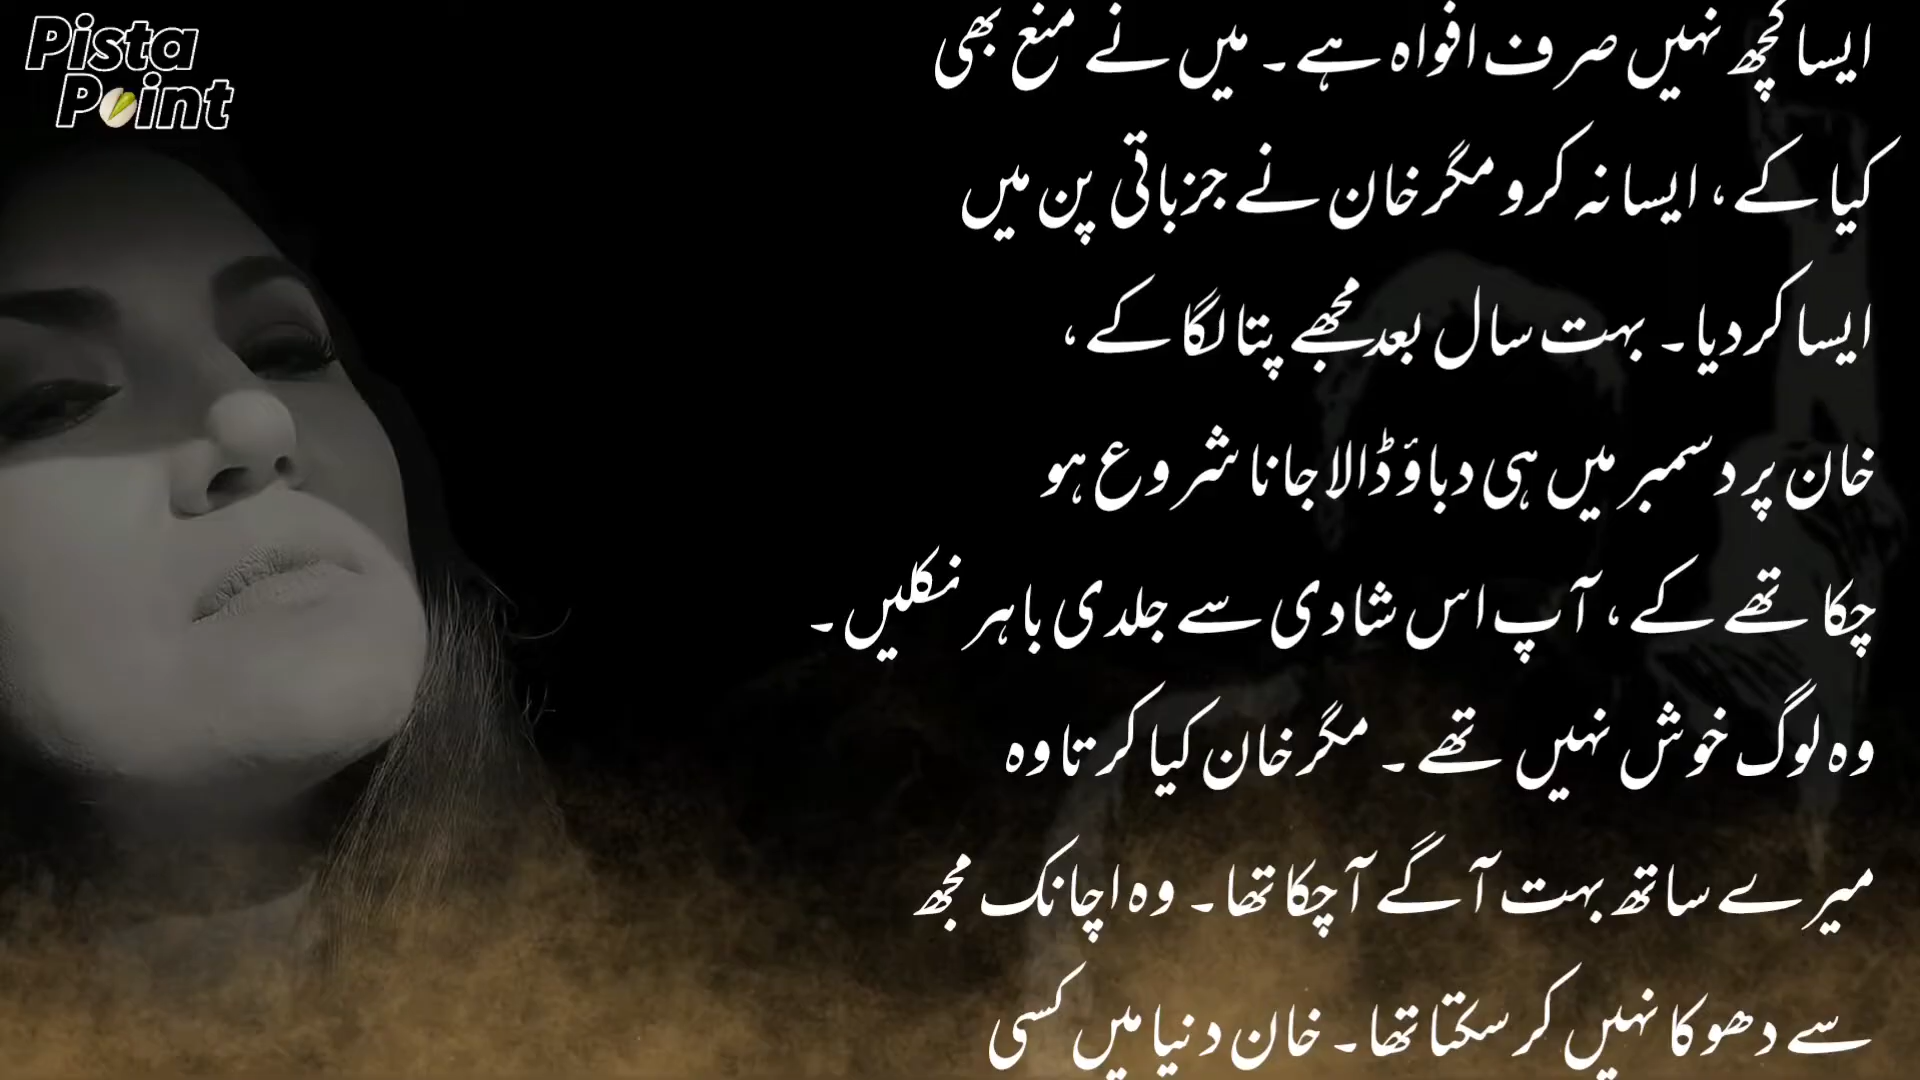 Pista
Point
ایسا کچھ نہیں صرف افواہ ہے۔ میں نے منع بھی
کیا کے، ایسا نہ کرو مگر خان نے جزباتی پن میں
ایسا کر دیا۔ بہت سال بعد مجھے پتا لگا کے،
خان پر دسمبر میں ہی دباؤ ڈالا جانا شروع ہو
چکا تھے کے، آپ اس شادی سے جلدی باہر نکلیں۔
وہ لوگ خوش نہیں تھے۔ مگر خان کیا کرتا وہ
میرے ساتھ بہت آگے آ چکا تھا۔ وہ اچانک مجھ
سے دھوکا نہیں کر سکتا تھا۔ خان دنیا میں کسی